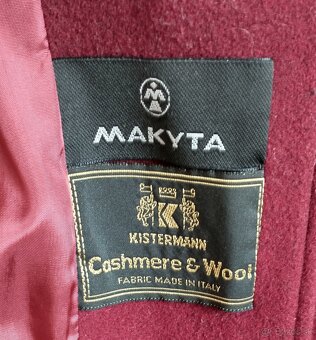 MAKYTA
K
KISTERMANN
Cashmere & Wool
FABRIC MADE IN ITALY